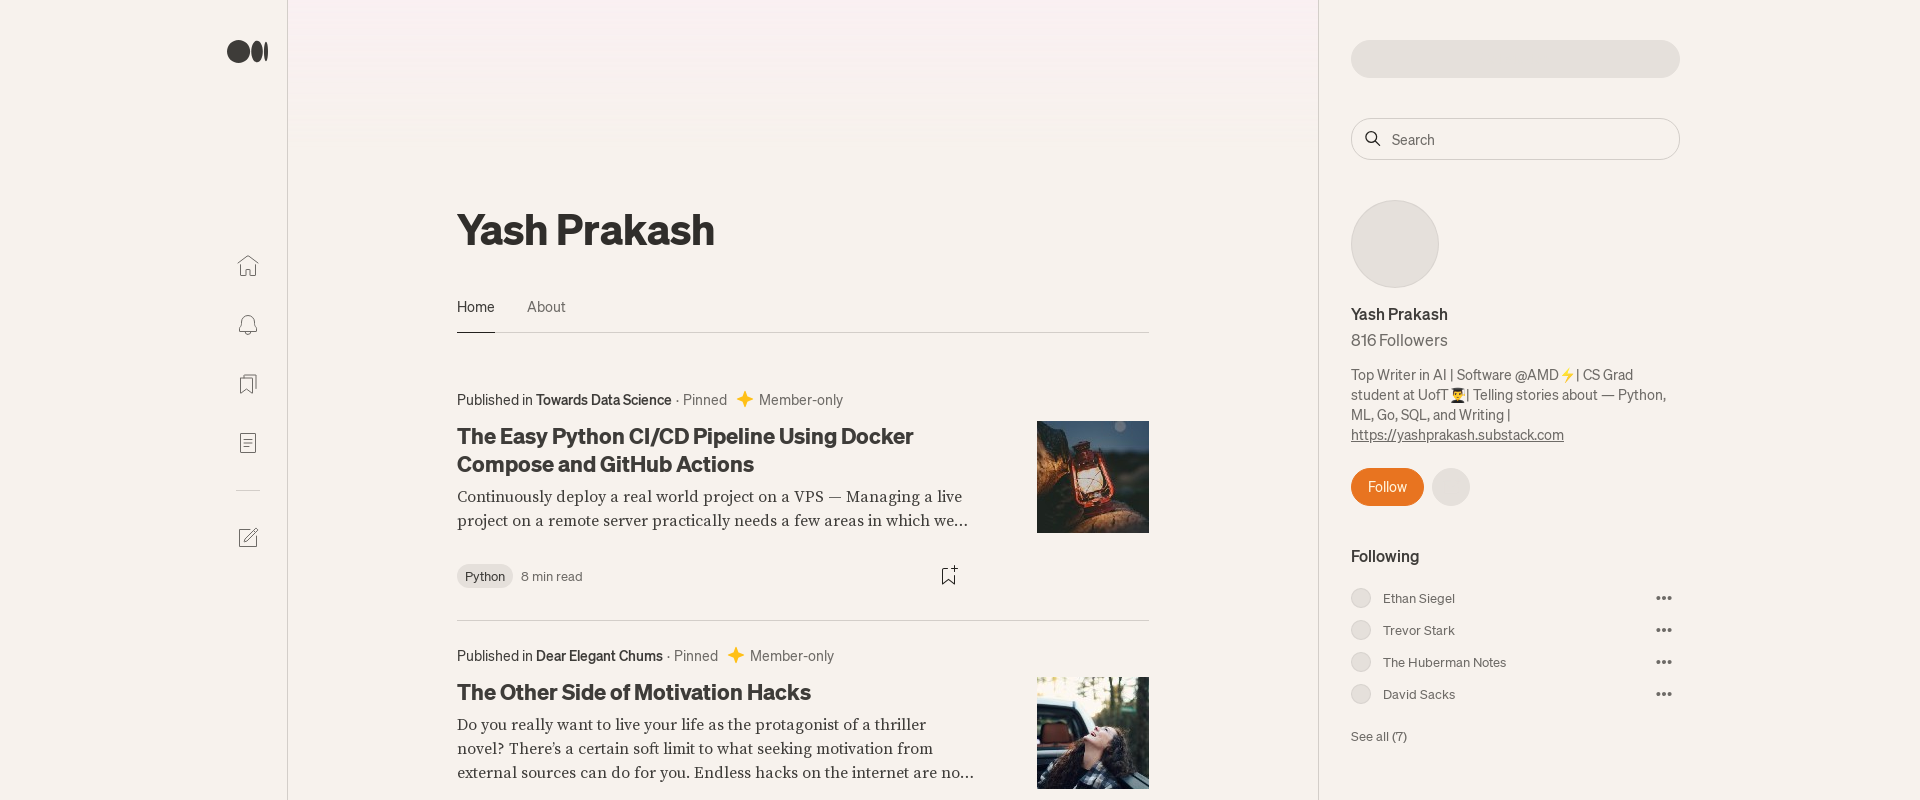 Yash Prakash
Home
About
Published in Towards Data Science · Pinned
Member-only
The Easy Python CI/CD Pipeline Using Docker
Compose and GitHub Actions
Continuously deploy a real world project on a VPS — Managing a live
project on a remote server practically needs a few areas in which we…
Python
8 min read
Published in Dear Elegant Chums · Pinned
Member-only
The Other Side of Motivation Hacks
Do you really want to live your life as the protagonist of a thriller
novel? There’s a certain soft limit to what seeking motivation from
external sources can do for you. Endless hacks on the internet are no…
Search
Yash Prakash
816 Followers
Top Writer in AI | Software @AMD⚡| CS Grad
student at UofT👨‍🎓| Telling stories about — Python,
ML, Go, SQL, and Writing |
https://yashprakash.substack.com
Follow
Following
Ethan Siegel
Trevor Stark
The Huberman Notes
David Sacks
See all (7)